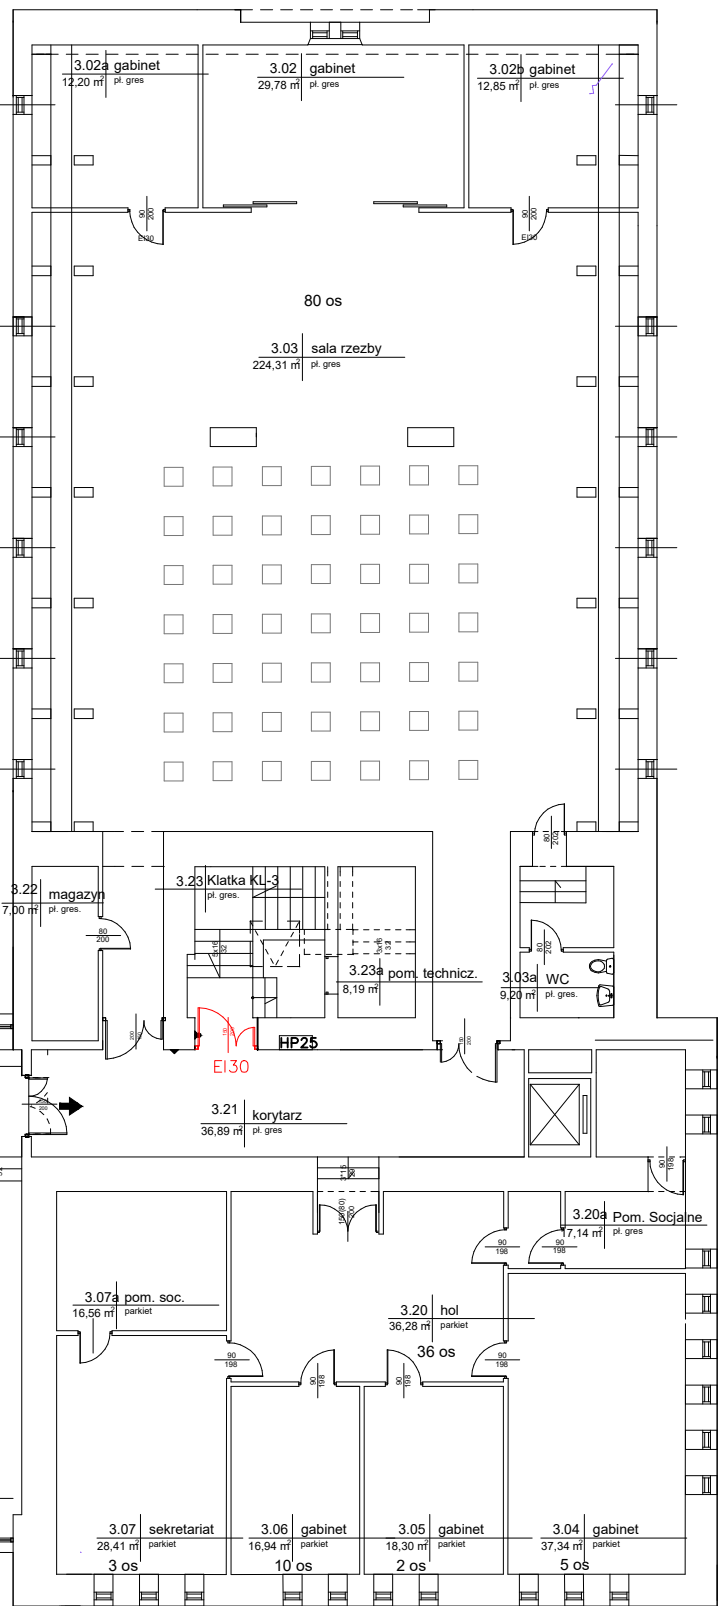 3.02a gabinet
12,20 m² pł. gres
3.02 gabinet
29,78 m² pł. gres
3.02b gabinet
12,85 m² pł. gres
90
200
EI30
90
200
EI30
80 os
3.03 sala rzezby
224,31 m² pł. gres
80
202
3.22 magazyn
7,00 m² pł. gres.
80
200
3.23 Klatka KL-3
pł. gres.
3.23a pom. technicz.
8,19 m²
80
202
3.03a WC
9,20 m² pł. gres.
HP25
EI30
200
3.21 korytarz
36,89 m² pł. gres
90
198
3.20a Pom. Socjalne
17,14 m² pł. gres
90
198
90
198
3.07a pom. soc.
16,56 m² parkiet
3.20 hol
36,28 m² parkiet
36 os
90
198
90
198
90
198
90
198
3.07 sekretariat
28,41 m² parkiet
3 os
3.06 gabinet
16,94 m² parkiet
10 os
3.05 gabinet
18,30 m² parkiet
2 os
3.04 gabinet
37,34 m² parkiet
5 os